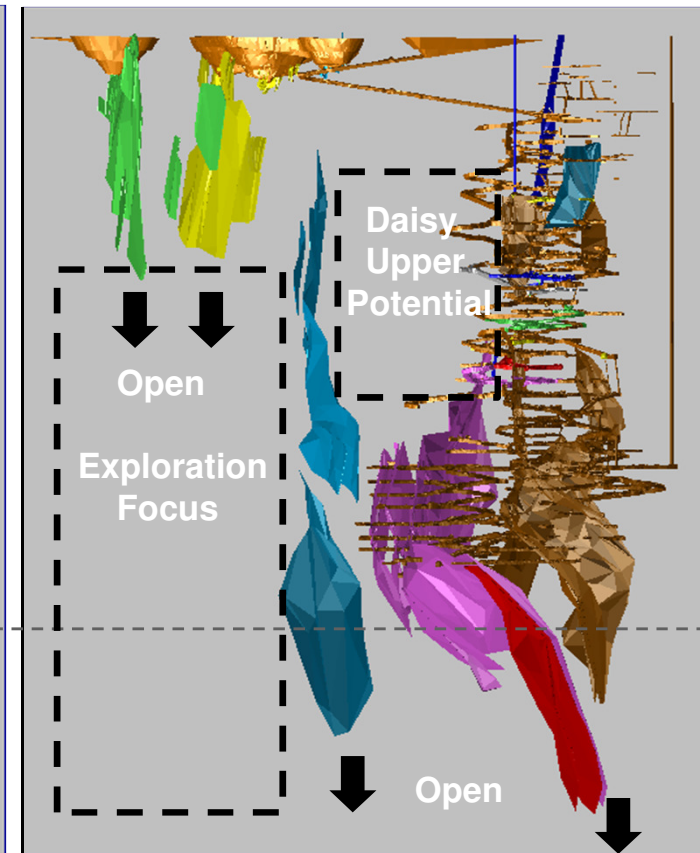 Daisy
Upper
Potential
Open
Exploration
Focus
Open